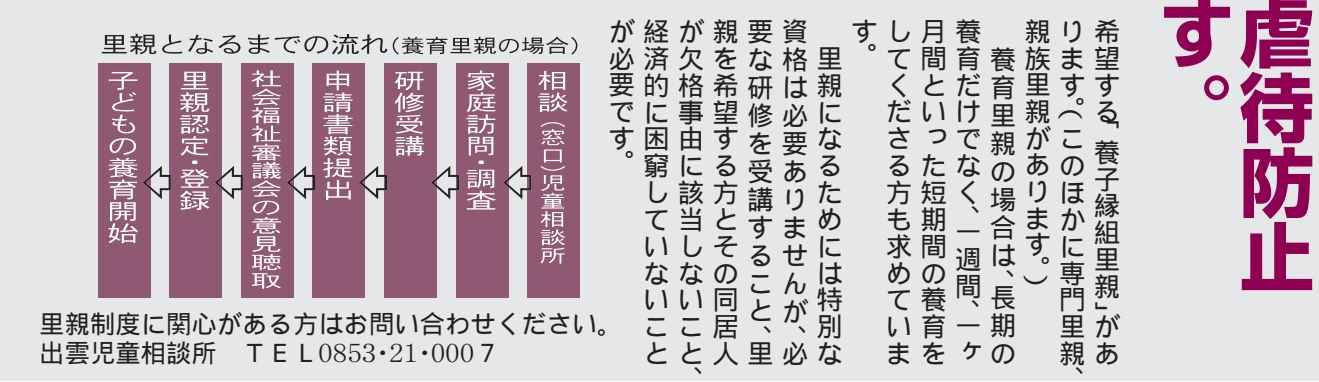 虐待防止
す。
希望する「養子縁組里親」があ
ります。（このほかに専門里親、
親族里親があります。）
養育里親の場合は、長期の
養育だけでなく、一週間、一ヶ
月間といった短期間の養育を
してくださる方も求めていま
す。
里親になるためには特別な
資格は必要ありませんが、必
要な研修を受講すること、里
親を希望する方とその同居人
が欠格事由に該当しないこと、
経済的に困窮していないこと
が必要です。
里親となるまでの流れ（養育里親の場合）
相談（窓口）児童相談所
家庭訪問・調査
研修受講
申請書類提出
社会福祉審議会の意見聴取
里親認定・登録
子どもの養育開始
里親制度に関心がある方はお問い合わせください。
出雲児童相談所　ＴＥＬ0853・21・0007